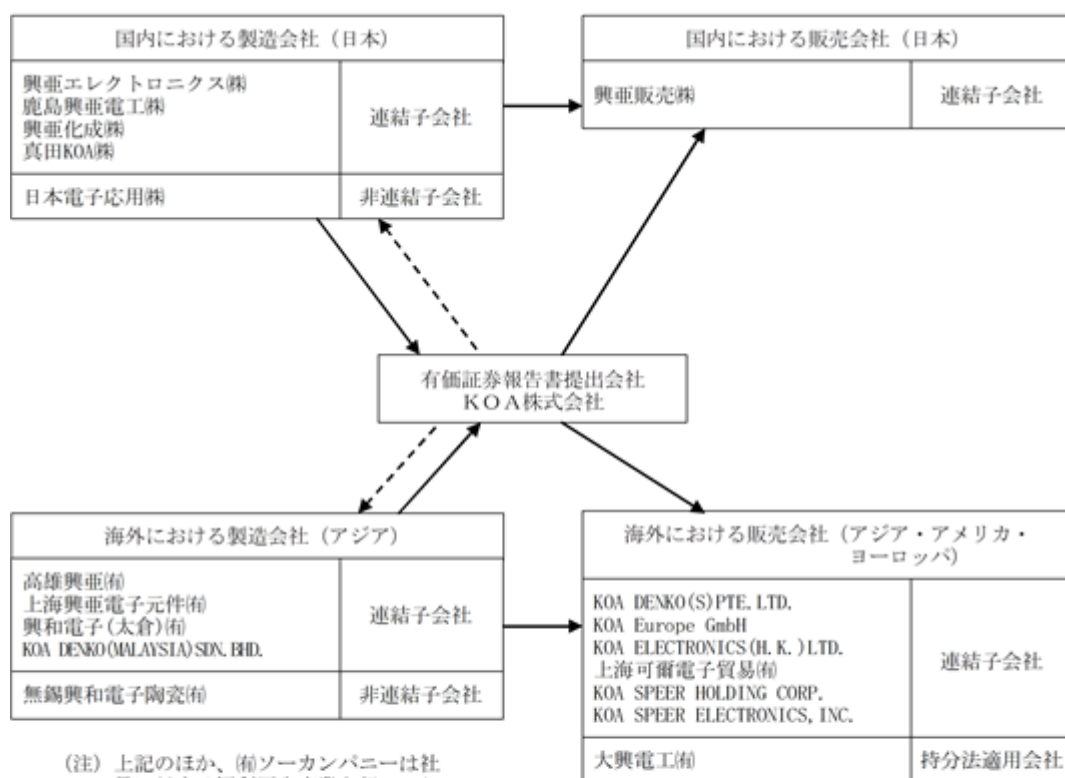 国内における製造会社（日本）
興亜エレクトロニクス㈱
鹿島興亜電工㈱
興亜化成㈱
真田KOA㈱
連結子会社
日本電子応用㈱
非連結子会社
国内における販売会社（日本）
興亜販売㈱
連結子会社
有価証券報告書提出会社
ＫＯＡ株式会社
海外における製造会社（アジア）
高雄興亜㈲
上海興亜電子元件㈲
興和電子(太倉)㈲
KOA DENKO(MALAYSIA)SDN.BHD.
連結子会社
無錫興和電子陶瓷㈲
非連結子会社
海外における販売会社（アジア・アメリカ・
ヨーロッパ）
KOA DENKO(S)PTE.LTD.
KOA Europe GmbH
KOA ELECTRONICS(H.K.)LTD.
上海可爾電子貿易㈲
KOA SPEER HOLDING CORP.
KOA SPEER ELECTRONICS,INC.
連結子会社
大興電工㈲
持分法適用会社
（注）上記のほか、㈲ソーカンパニーは社